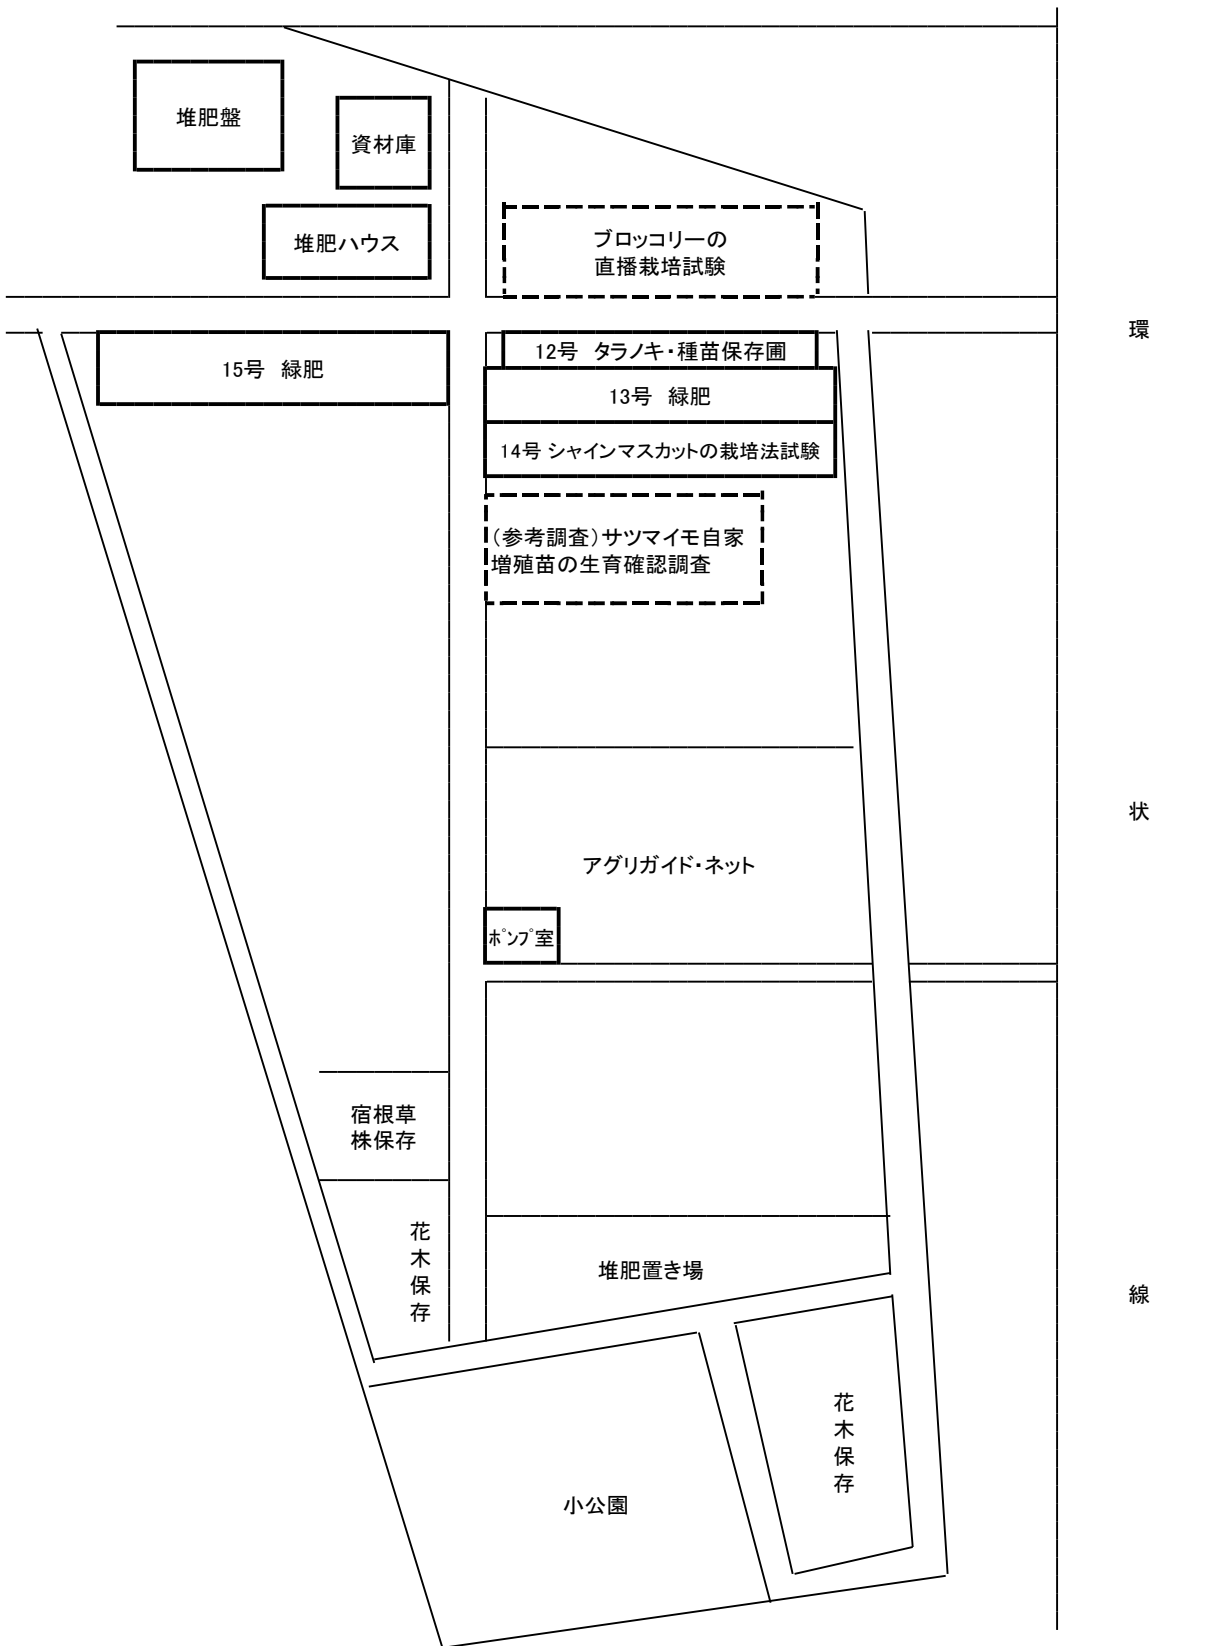 堆肥盤
資材庫
堆肥ハウス
ブロッコリーの
直播栽培試験
環
12号 タラノキ・種苗保存圃
15号 緑肥
13号 緑肥
14号 シャインマスカットの栽培法試験
(参考調査)サツマイモ自家
増殖苗の生育確認調査
状
アグリガイド・ネット
ポンプ室
宿根草
株保存
花
木
保
存
堆肥置き場
線
花
木
保
存
小公園